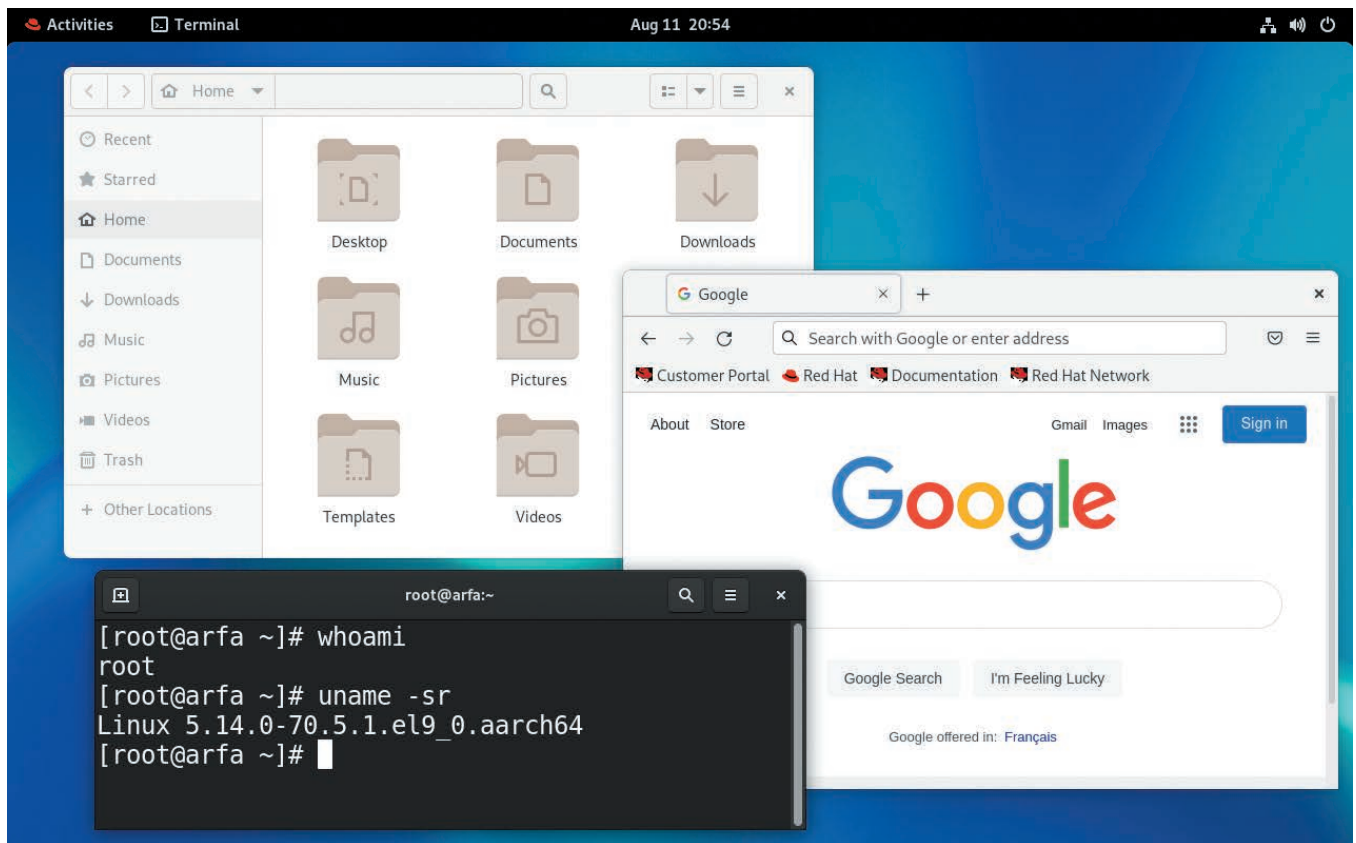 Activities Terminal Aug 11 20:54
Home
Recent
Starred
Home
Documents
Downloads
Music
Pictures
Videos
Trash
+ Other Locations
Desktop Documents Downloads
Music Pictures
Templates Videos
Google
Search with Google or enter address
Customer Portal Red Hat Documentation Red Hat Network
About Store Gmail Images Sign in
Google
Google Search I'm Feeling Lucky
Google offered in: Français
root@arfa:~
[root@arfa ~]# whoami
root
[root@arfa ~]# uname -sr
Linux 5.14.0-70.5.1.el9_0.aarch64
[root@arfa ~]#